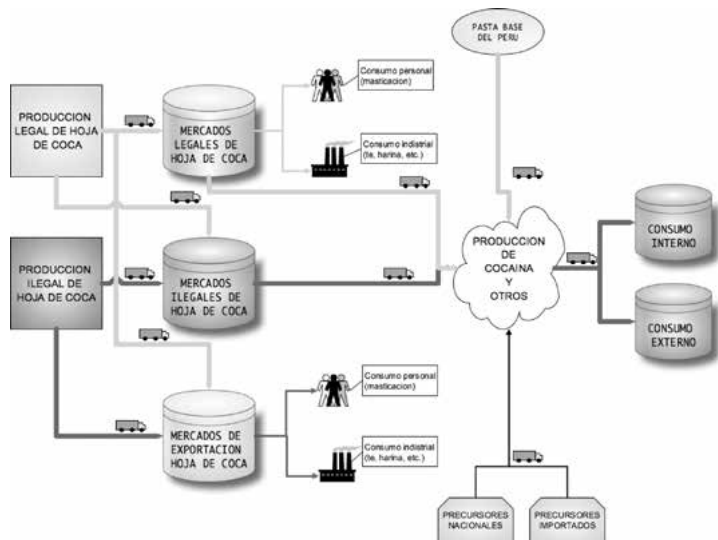 PASTA BASE
DEL PERU
PRODUCCION
LEGAL DE HOJA
DE COCA
MERCADOS
LEGALES DE
HOJA DE COCA
Consumo personal
(masticacion)
Consumo indistrial
(te, harina, etc.)
PRODUCCION
ILEGAL DE
HOJA DE COCA
MERCADOS
ILEGALES DE
HOJA DE COCA
PRODUCCION
DE
COCAINA
Y
OTROS
CONSUMO
INTERNO
CONSUMO
EXTERNO
MERCADOS DE
EXPORTACION
HOJA DE COCA
Consumo personal
(masticacion)
Consumo indistrial
(te, harina, etc.)
PRECURSORES
NACIONALES
PRECURSORES
IMPORTADOS